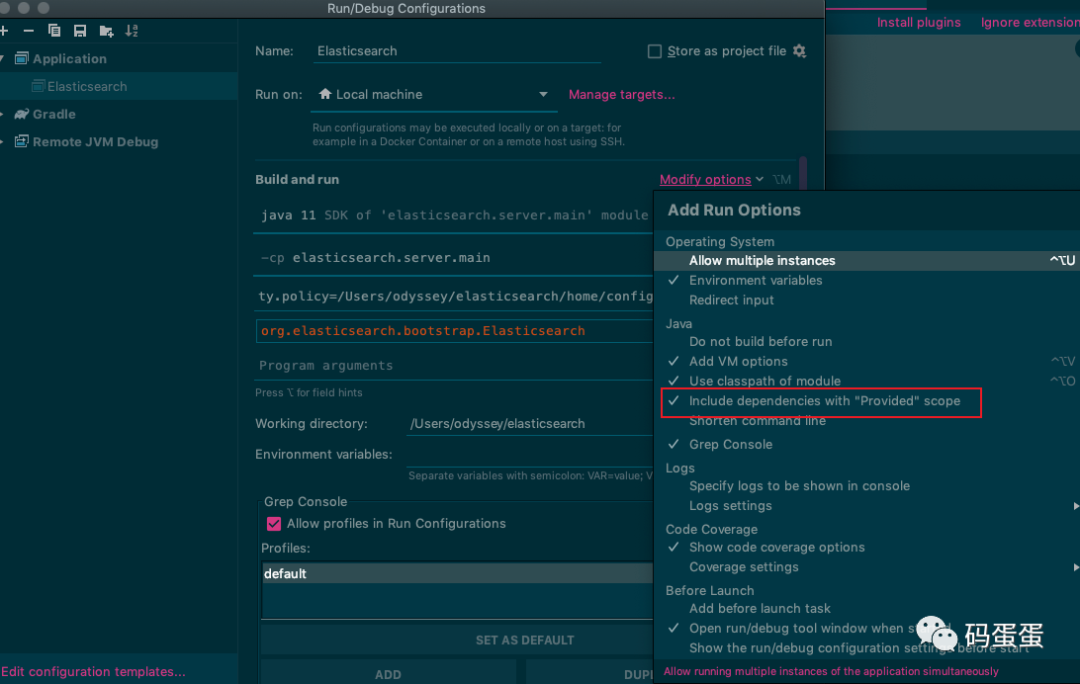 Run/Debug Configurations
Install plugins Ignore extension
Application
Elasticsearch
Gradle
Remote JVM Debug
Edit configuration templates...
Name: Elasticsearch
Store as project file
Run on: Local machine Manage targets...
Run configurations may be executed locally or on a target: for
example in a Docker Container or on a remote host using SSH.
Build and run Modify options ⌥M
java 11 SDK of 'elasticsearch.server.main' module
-cp elasticsearch.server.main
ty.policy=/Users/odyssey/elasticsearch/home/config
org.elasticsearch.bootstrap.Elasticsearch
Program arguments
Press ⌥ for field hints
Working directory: /Users/odyssey/elasticsearch
Environment variables:
Separate variables with semicolon: VAR=value; V
Grep Console
Allow profiles in Run Configurations
Profiles:
default
SET AS DEFAULT
ADD DUPL
Add Run Options
Operating System
Allow multiple instances ^⌥U
Environment variables
Redirect input
Java
Do not build before run
Add VM options ^⌥V
Use classpath of module ^⌥O
Include dependencies with "Provided" scope
Shorten command line
Grep Console
Logs
Specify logs to be shown in console
Logs settings
Code Coverage
Show code coverage options
Coverage settings
Before Launch
Add before launch task
Open run/debug tool window when
Show the run/debug configuration settings before start
Allow running multiple instances of the application simultaneously
码蛋蛋